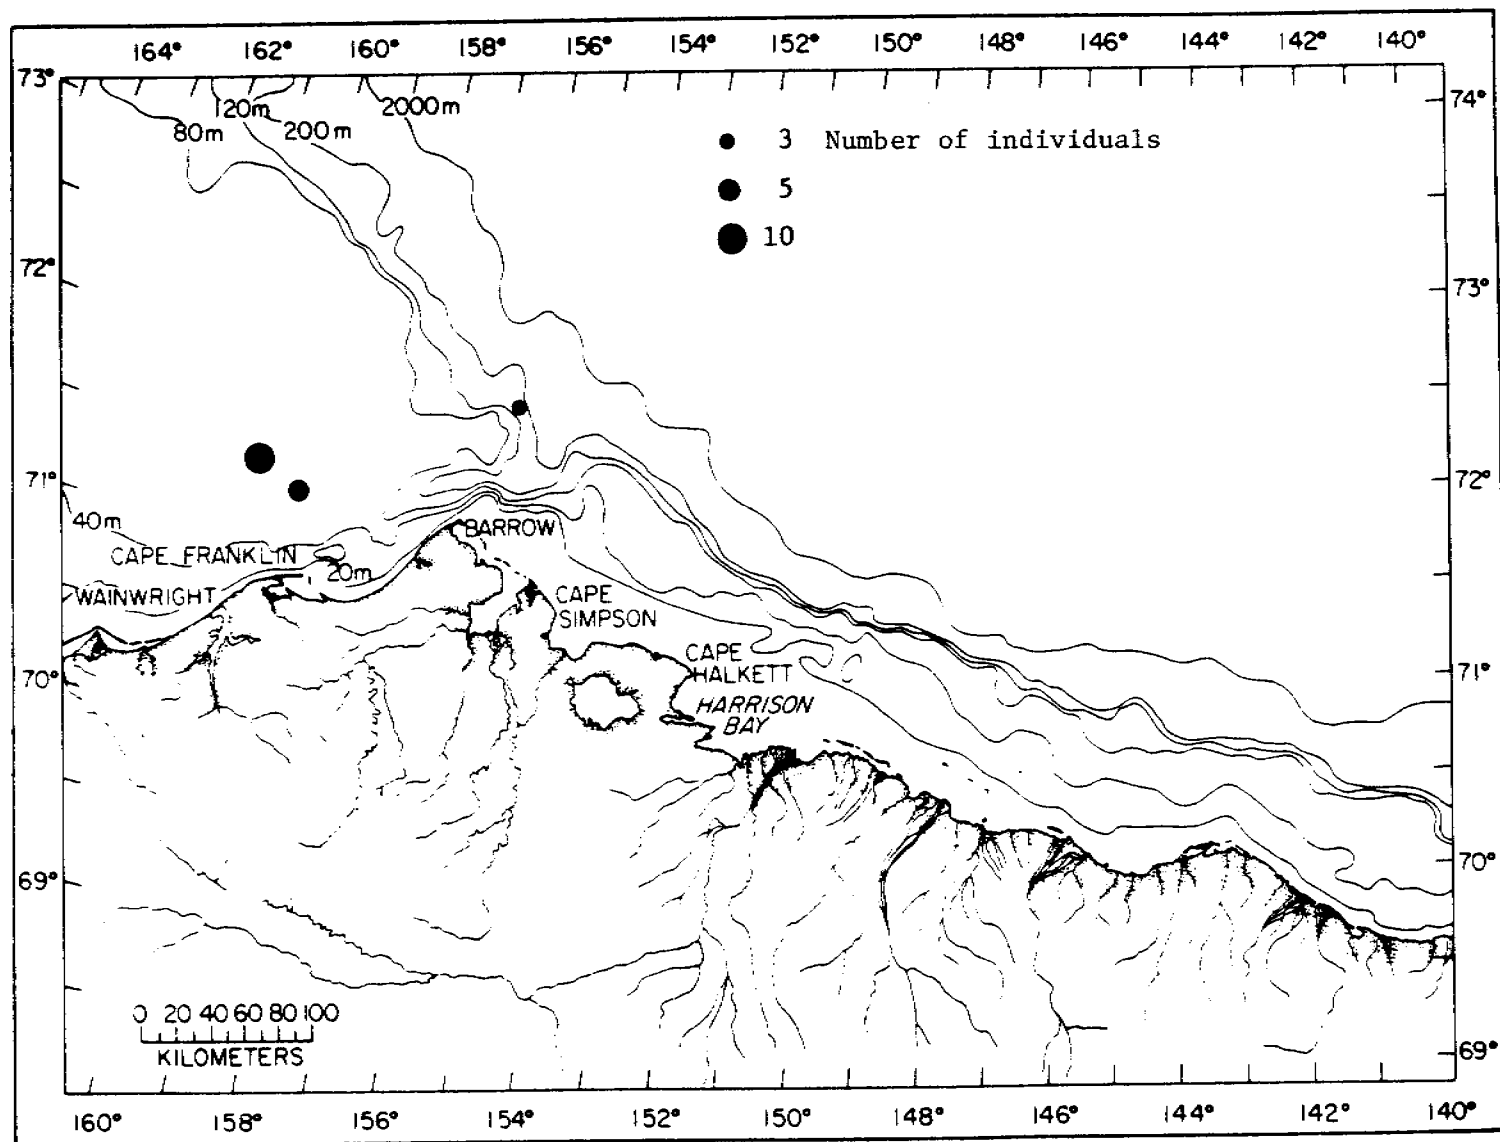 164° 162° 160° 158° 156° 154° 152° 150° 148° 146° 144° 142° 140°
73°
74°
120m
2000m
80m
200m
3 Number of individuals
5
10
72°
73°
71°
72°
40m
BARROW
CAPE FRANKLIN
20m
WAINWRIGHT
CAPE
SIMPSON
CAPE
HALKETT
70°
71°
HARRISON
BAY
69°
70°
0 20 40 60 80 100
KILOMETERS
69°
160° 158° 156° 154° 152° 150° 148° 146° 144° 142° 140°